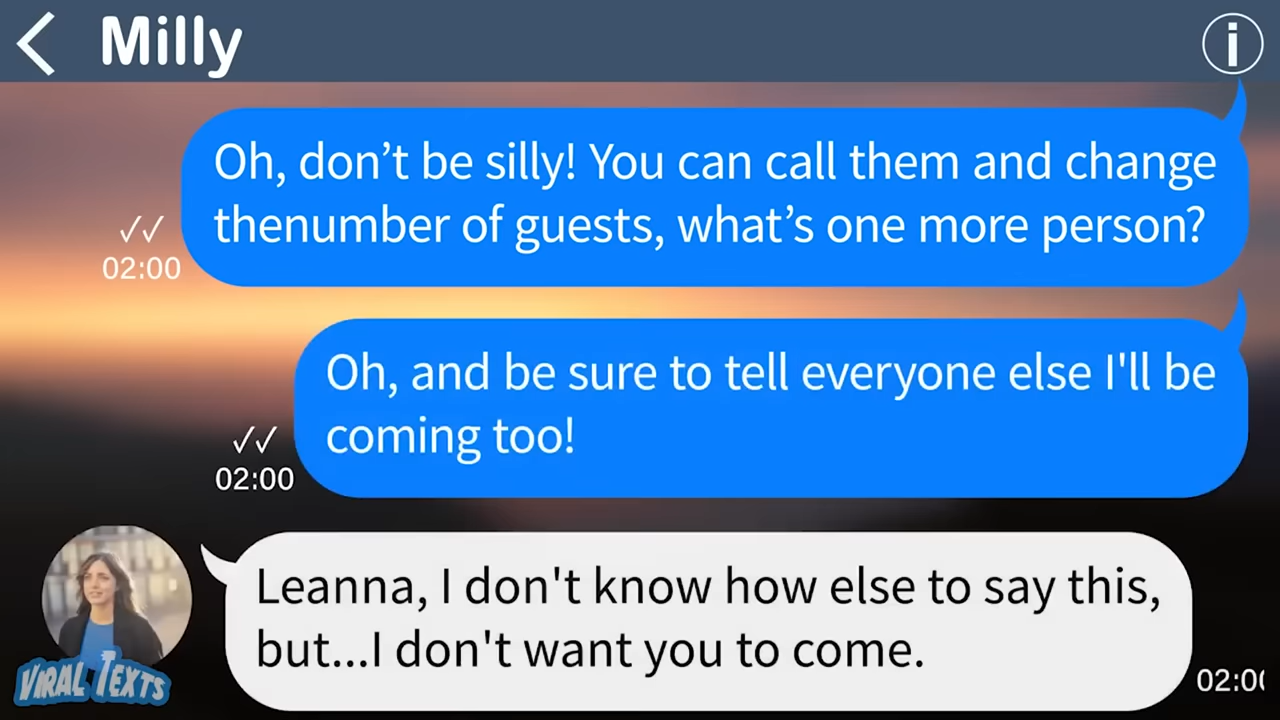 Milly
i
Oh, don’t be silly! You can call them and change
thenumber of guests, what’s one more person?
02:00
Oh, and be sure to tell everyone else I'll be
coming too!
02:00
Leanna, I don't know how else to say this,
but...I don't want you to come.
02:0
VIRAL TEXTS